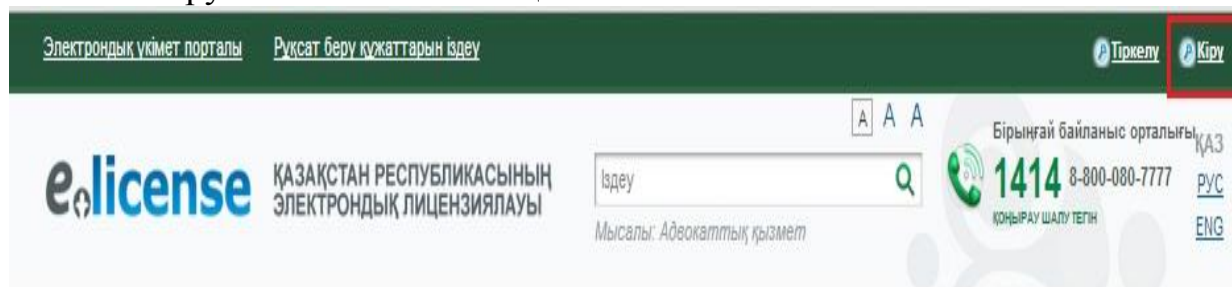 Электрондық үкімет порталы Рұқсат беру құжаттарын іздеу Тіркелу Кіру
A A A
e.license ҚАЗАҚСТАН РЕСПУБЛИКАСЫНЫҢ
ЭЛЕКТРОНДЫҚ ЛИЦЕНЗИЯЛАУЫ
Іздеу
Мысалы: Адвокаттық қызмет
Бірыңғай байланыс орталығы
1414 8-800-080-7777
ҚОҢЫРАУ ШАЛУ ТЕГІН
ҚАЗ
РУС
ENG